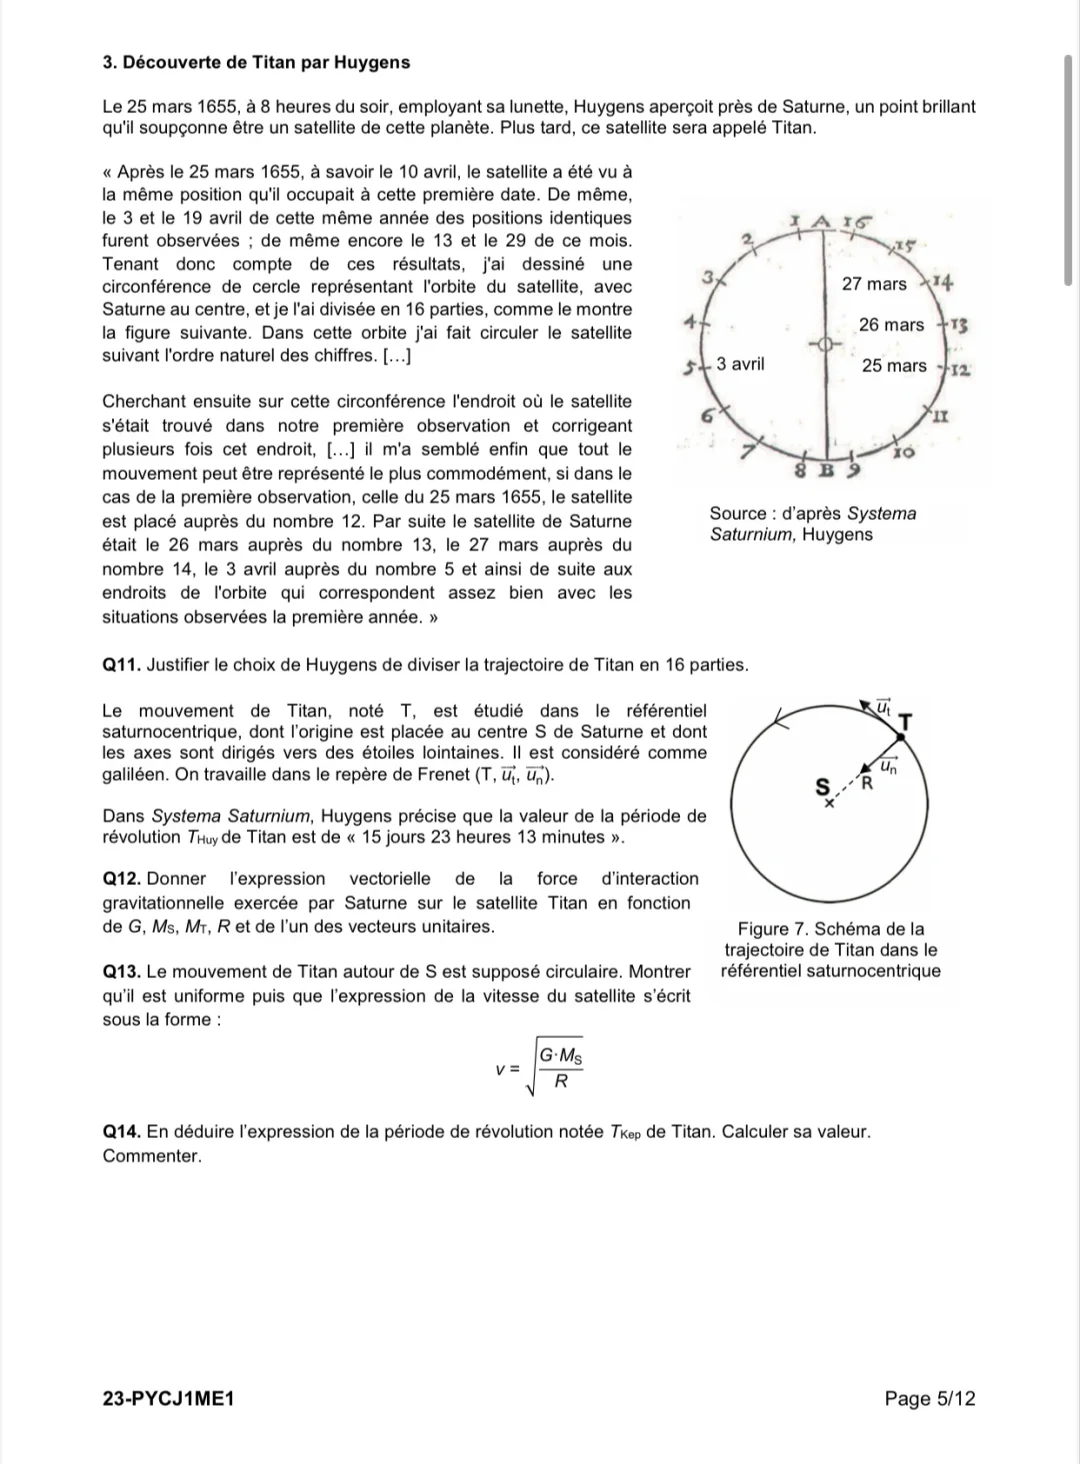 3. Découverte de Titan par Huygens
Le 25 mars 1655, à 8 heures du soir, employant sa lunette, Huygens aperçoit près de Saturne, un point brillant
qu'il soupçonne être un satellite de cette planète. Plus tard, ce satellite sera appelé Titan.
« Après le 25 mars 1655, à savoir le 10 avril, le satellite a été vu à
la même position qu'il occupait à cette première date. De même,
le 3 et le 19 avril de cette même année des positions identiques
furent observées ; de même encore le 13 et le 29 de ce mois.
Tenant donc compte de ces résultats, j'ai dessiné une
circonférence de cercle représentant l'orbite du satellite, avec
Saturne au centre, et je l'ai divisée en 16 parties, comme le montre
la figure suivante. Dans cette orbite j'ai fait circuler le satellite
suivant l'ordre naturel des chiffres. [...]
Cherchant ensuite sur cette circonférence l'endroit où le satellite
s'était trouvé dans notre première observation et corrigeant
plusieurs fois cet endroit, [...] il m'a semblé enfin que tout le
mouvement peut être représenté le plus commodément, si dans le
cas de la première observation, celle du 25 mars 1655, le satellite
est placé auprès du nombre 12. Par suite le satellite de Saturne
était le 26 mars auprès du nombre 13, le 27 mars auprès du
nombre 14, le 3 avril auprès du nombre 5 et ainsi de suite aux
endroits de l'orbite qui correspondent assez bien avec les
situations observées la première année. »
1 A 16
2 15
3 27 mars 14
4 26 mars 13
5 3 avril 25 mars 12
6 11
7 10
8 B 9
Source : d'après Systema
Saturnium, Huygens
Q11. Justifier le choix de Huygens de diviser la trajectoire de Titan en 16 parties.
Le mouvement de Titan, noté T, est étudié dans le référentiel
saturnocentrique, dont l'origine est placée au centre S de Saturne et dont
les axes sont dirigés vers des étoiles lointaines. Il est considéré comme
galiléen. On travaille dans le repère de Frenet (T, u⃗t, u⃗n).
Dans Systema Saturnium, Huygens précise que la valeur de la période de
révolution THuy de Titan est de « 15 jours 23 heures 13 minutes ».
Q12. Donner l'expression vectorielle de la force d'interaction
gravitationnelle exercée par Saturne sur le satellite Titan en fonction
de G, MS, MT, R et de l'un des vecteurs unitaires.
Q13. Le mouvement de Titan autour de S est supposé circulaire. Montrer
qu'il est uniforme puis que l'expression de la vitesse du satellite s'écrit
sous la forme :
u⃗t
T
u⃗n
S R
Figure 7. Schéma de la
trajectoire de Titan dans le
référentiel saturnocentrique
v = √(G·MS / R)
Q14. En déduire l'expression de la période de révolution notée TKep de Titan. Calculer sa valeur.
Commenter.
23-PYCJ1ME1
Page 5/12